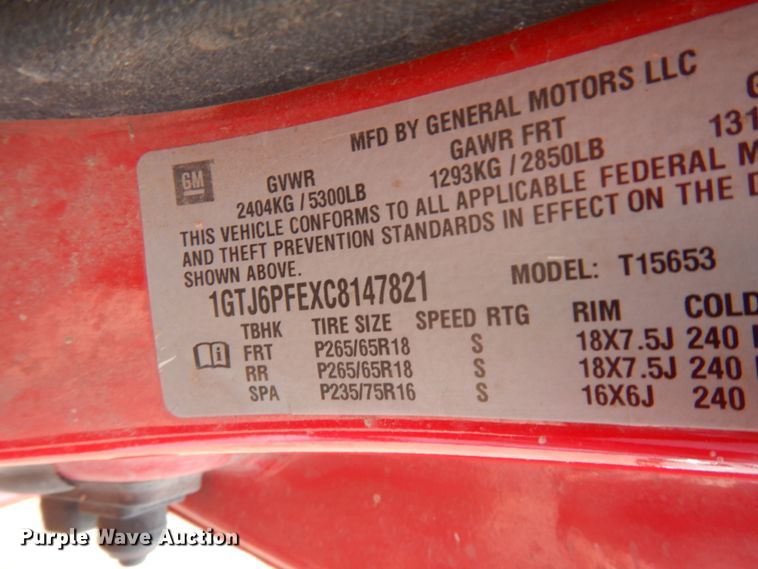 MFD BY GENERAL MOTORS LLC
GM
GVWR GAWR FRT
2404KG / 5300LB 1293KG / 2850LB 131
THIS VEHICLE CONFORMS TO ALL APPLICABLE FEDERAL M
AND THEFT PREVENTION STANDARDS IN EFFECT ON THE D
SHOWN ABOVE.
1GTJ6PFEXC8147821 MODEL: T15653
TBHK TIRE SIZE SPEED RTG RIM COLD
FRT P265/65R18 S 18X7.5J 240
RR P265/65R18 S 18X7.5J 240
SPA P235/75R16 S 16X6J 240
Purple Wave Auction